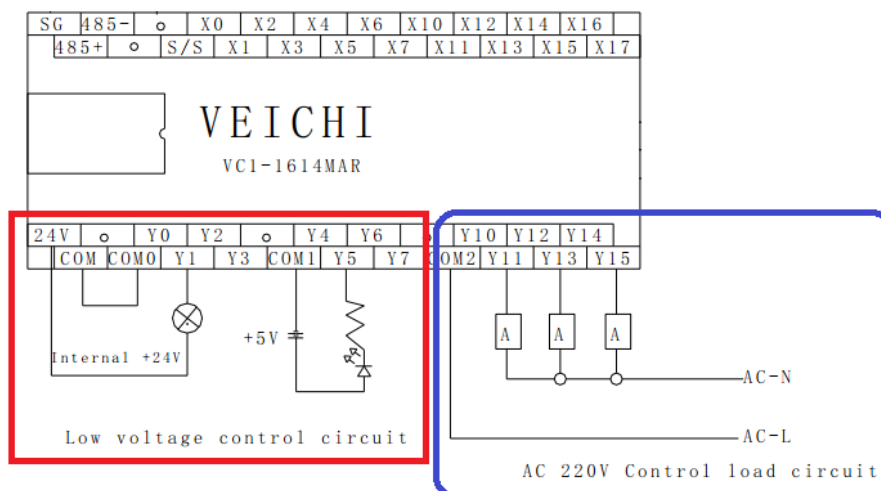 SG 485- X0 X2 X4 X6 X10 X12 X14 X16
485+ S/S X1 X3 X5 X7 X11 X13 X15 X17
VEICHI
VC1-1614MAR
24V Y0 Y2 Y4 Y6 Y10 Y12 Y14
COM COM0 Y1 Y3 COM1 Y5 Y7 COM2 Y11 Y13 Y15
+5V A A A
Internal +24V
AC-N
Low voltage control circuit AC-L
AC 220V Control load circuit